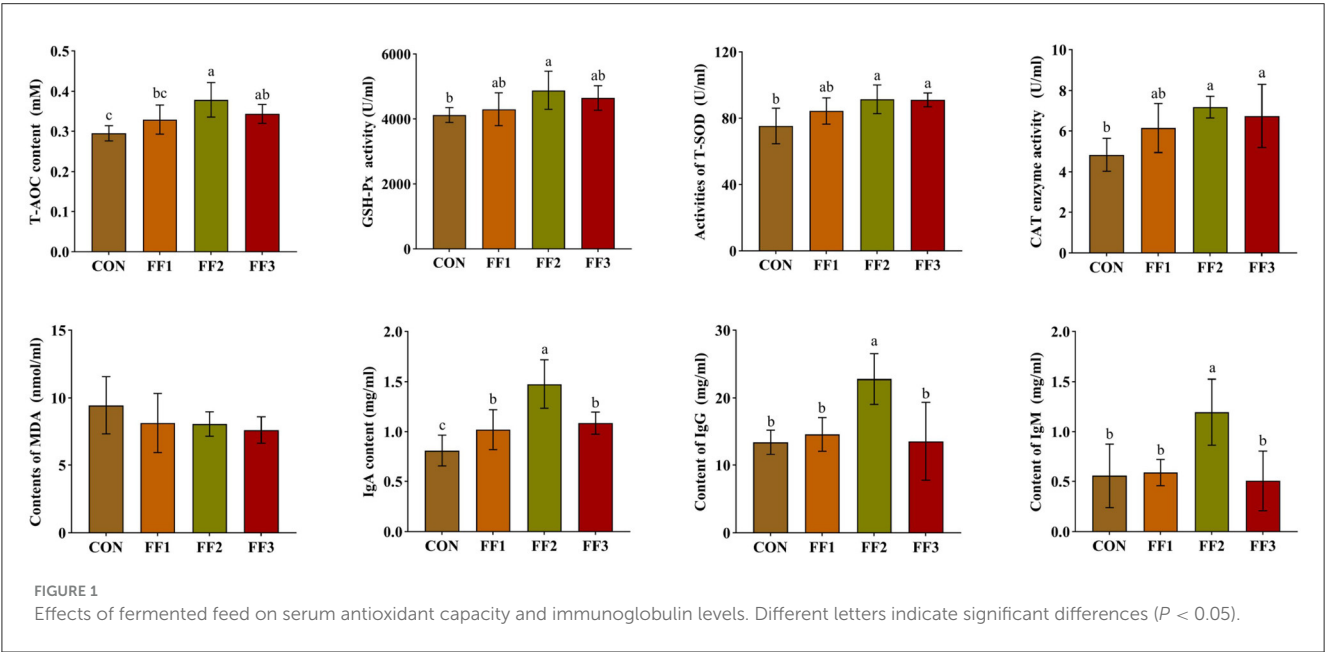 T-AOC content (mM)
0.5
0.4
0.3
0.2
0.1
0.0
c
bc
a
ab
CON FF1 FF2 FF3
GSH-Px activity (U/ml)
6000
4000
2000
0
b
ab
a
ab
CON FF1 FF2 FF3
Activities of T-SOD (U/ml)
120
80
40
0
b
ab
a
a
CON FF1 FF2 FF3
CAT enzyme activity (U/ml)
10
8
6
4
2
0
b
ab
a
a
CON FF1 FF2 FF3
Contents of MDA (nmol/ml)
15
10
5
0
CON FF1 FF2 FF3
IgA content (mg/ml)
2.0
1.5
1.0
0.5
0.0
c
b
a
b
CON FF1 FF2 FF3
Content of IgG (mg/ml)
30
20
10
0
b
b
a
b
CON FF1 FF2 FF3
Content of IgM (mg/ml)
2.0
1.5
1.0
0.5
0.0
b
b
a
b
CON FF1 FF2 FF3
FIGURE 1
Effects of fermented feed on serum antioxidant capacity and immunoglobulin levels. Different letters indicate significant differences (P < 0.05).